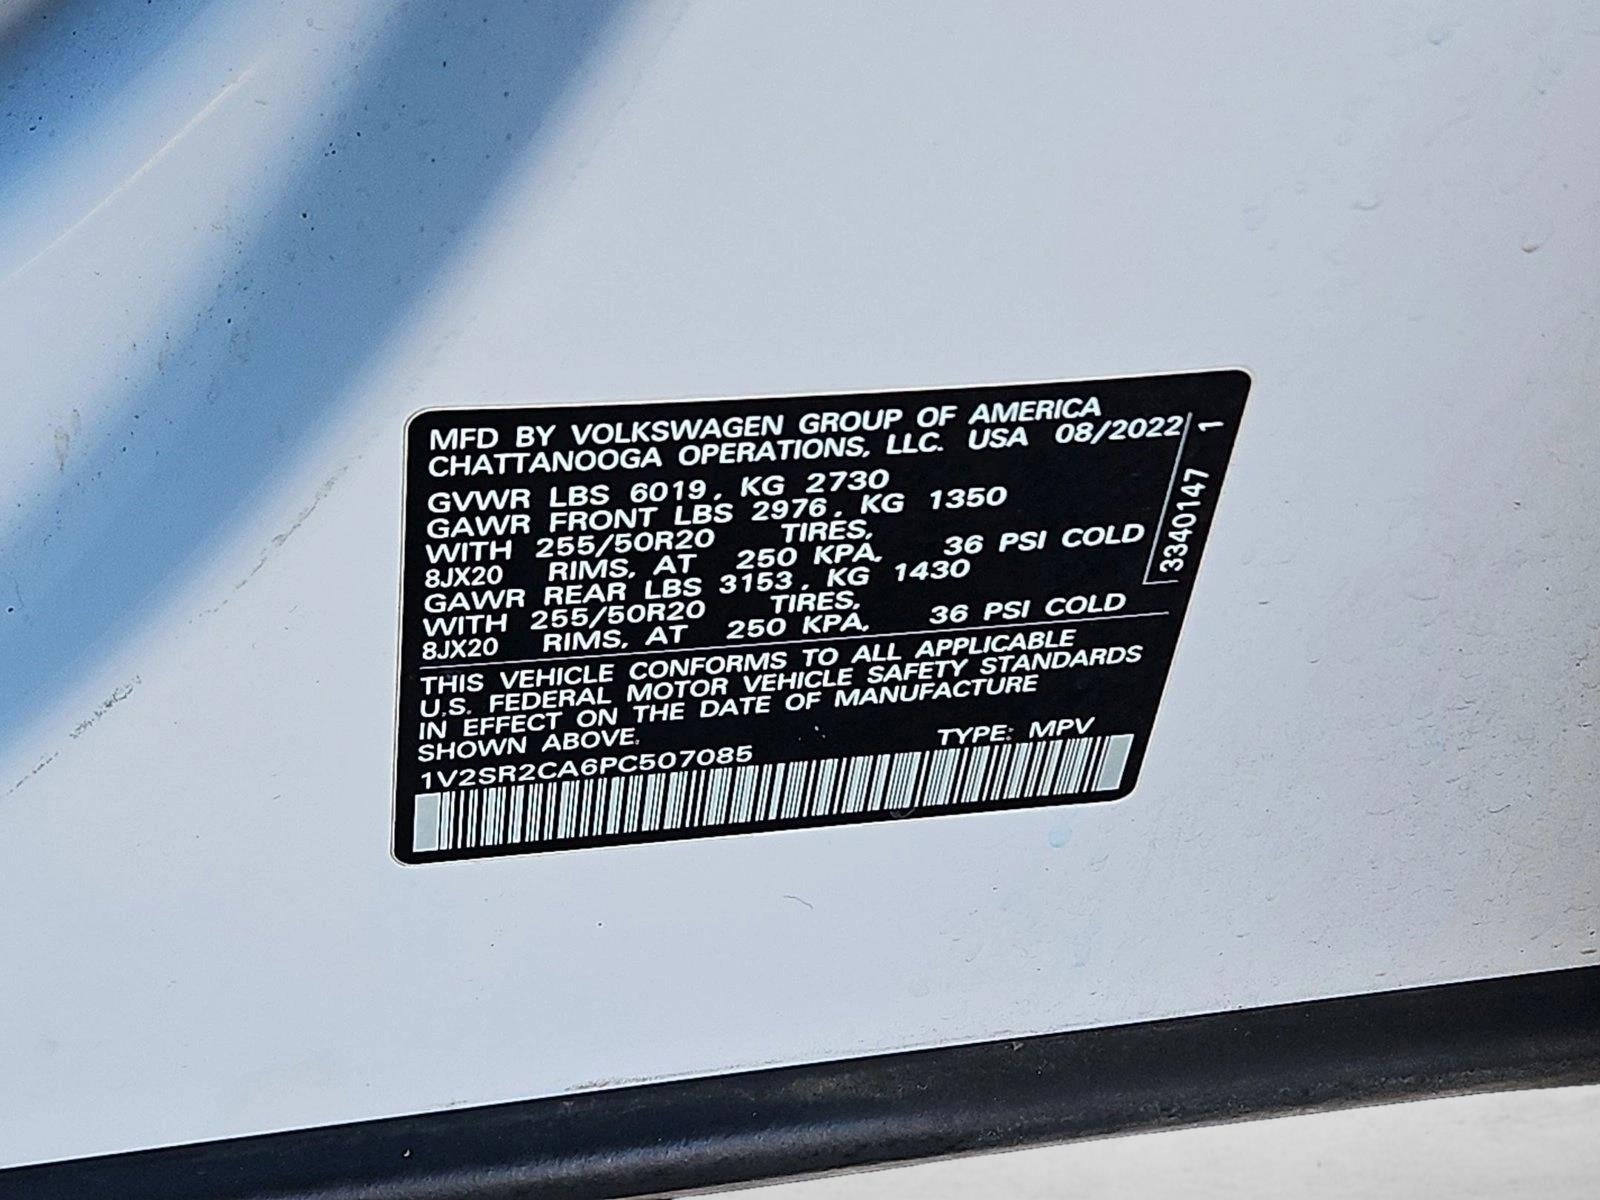 MFD BY VOLKSWAGEN GROUP OF AMERICA
CHATTANOOGA OPERATIONS, LLC. USA 08/2022
GVWR LBS 6019, KG 2730
GAWR FRONT LBS 2976, KG 1350
WITH 255/50R20 TIRES,
8JX20 RIMS, AT 250 KPA, 36 PSI COLD
GAWR REAR LBS 3153, KG 1430
WITH 255/50R20 TIRES,
8JX20 RIMS, AT 250 KPA, 36 PSI COLD
THIS VEHICLE CONFORMS TO ALL APPLICABLE
U.S. FEDERAL MOTOR VEHICLE SAFETY STANDARDS
IN EFFECT ON THE DATE OF MANUFACTURE
SHOWN ABOVE. TYPE: MPV
1V2SR2CA6PC507085
3340147 1